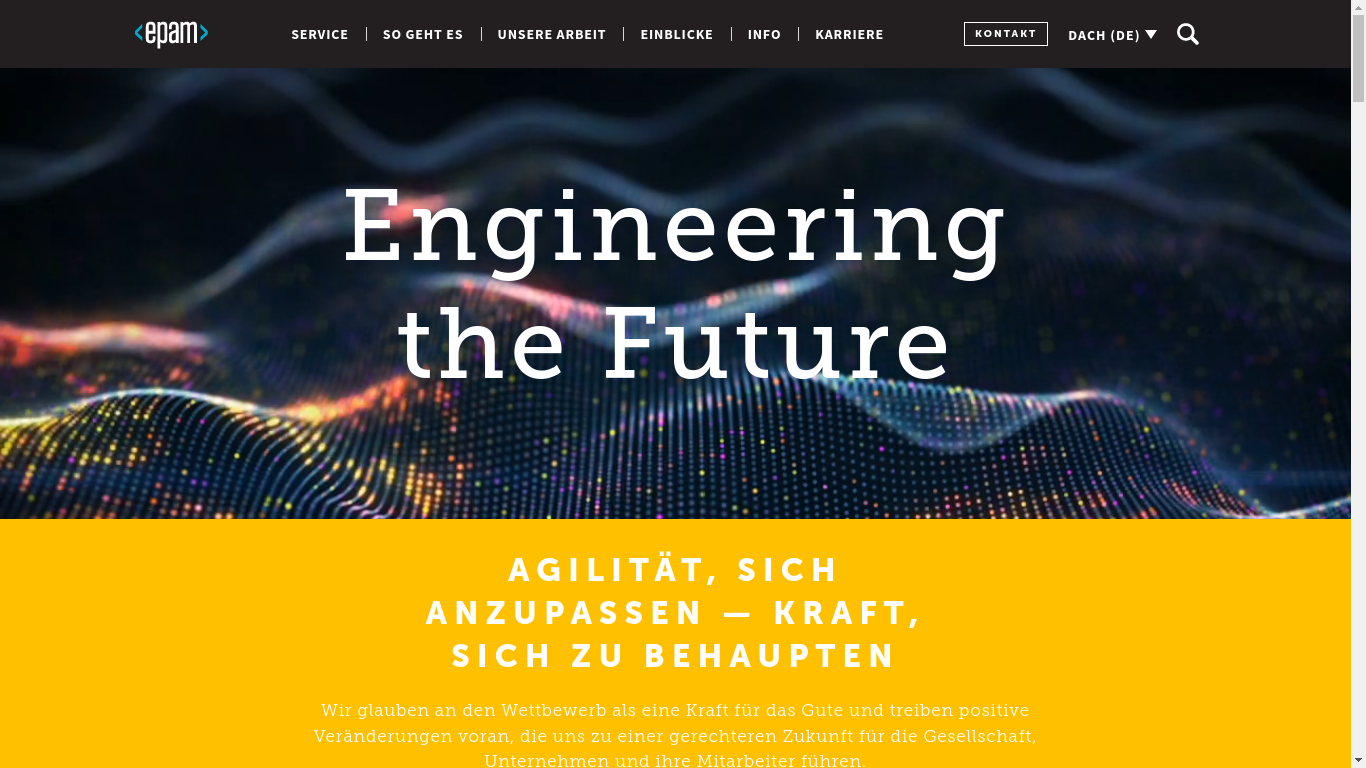 <epam>
SERVICE
SO GEHT ES
UNSERE ARBEIT
EINBLICKE
INFO
KARRIERE
KONTAKT
DACH (DE)
Engineering
the Future
AGILITÄT, SICH
ANZUPASSEN — KRAFT,
SICH ZU BEHAUPTEN
Wir glauben an den Wettbewerb als eine Kraft für das Gute und treiben positive
Veränderungen voran, die uns zu einer gerechteren Zukunft für die Gesellschaft,
Unternehmen und ihre Mitarbeiter führen.